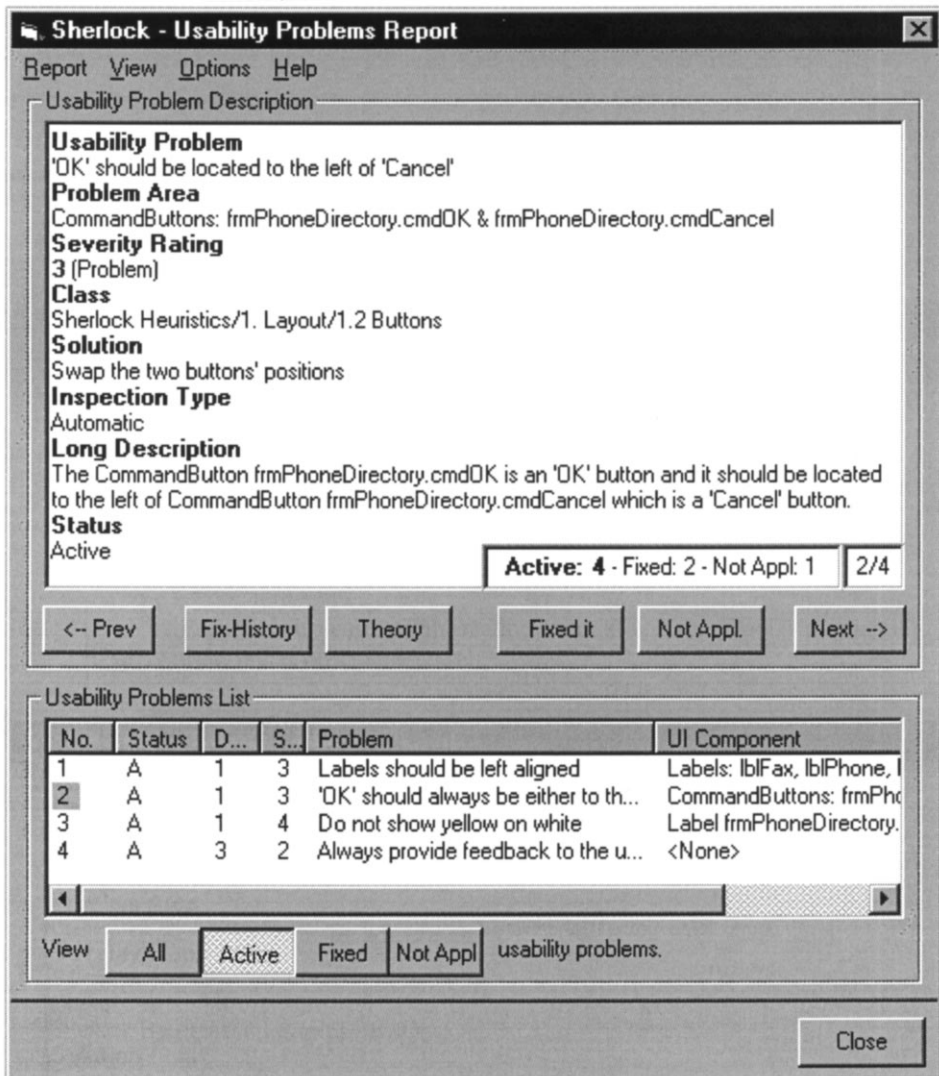 Sherlock - Usability Problems Report
Report View Options Help
Usability Problem Description
Usability Problem
'OK' should be located to the left of 'Cancel'
Problem Area
CommandButtons: frmPhoneDirectory.cmdOK & frmPhoneDirectory.cmdCancel
Severity Rating
3 (Problem)
Class
Sherlock Heuristics/1. Layout/1.2 Buttons
Solution
Swap the two buttons' positions
Inspection Type
Automatic
Long Description
The CommandButton frmPhoneDirectory.cmdOK is an 'OK' button and it should be located
to the left of CommandButton frmPhoneDirectory.cmdCancel which is a 'Cancel' button.
Status
Active
Active: 4 - Fixed: 2 - Not Appl: 1 2/4
<-- Prev Fix-History Theory Fixed it Not Appl. Next -->
Usability Problems List
No. Status D... S... Problem UI Component
1 A 1 3 Labels should be left aligned Labels: lblFax, lblPhone,
2 A 1 3 'OK' should always be either to th... CommandButtons: frmPho
3 A 1 4 Do not show yellow on white Label frmPhoneDirectory.
4 A 3 2 Always provide feedback to the u... <None>
View All Active Fixed Not Appl usability problems.
Close